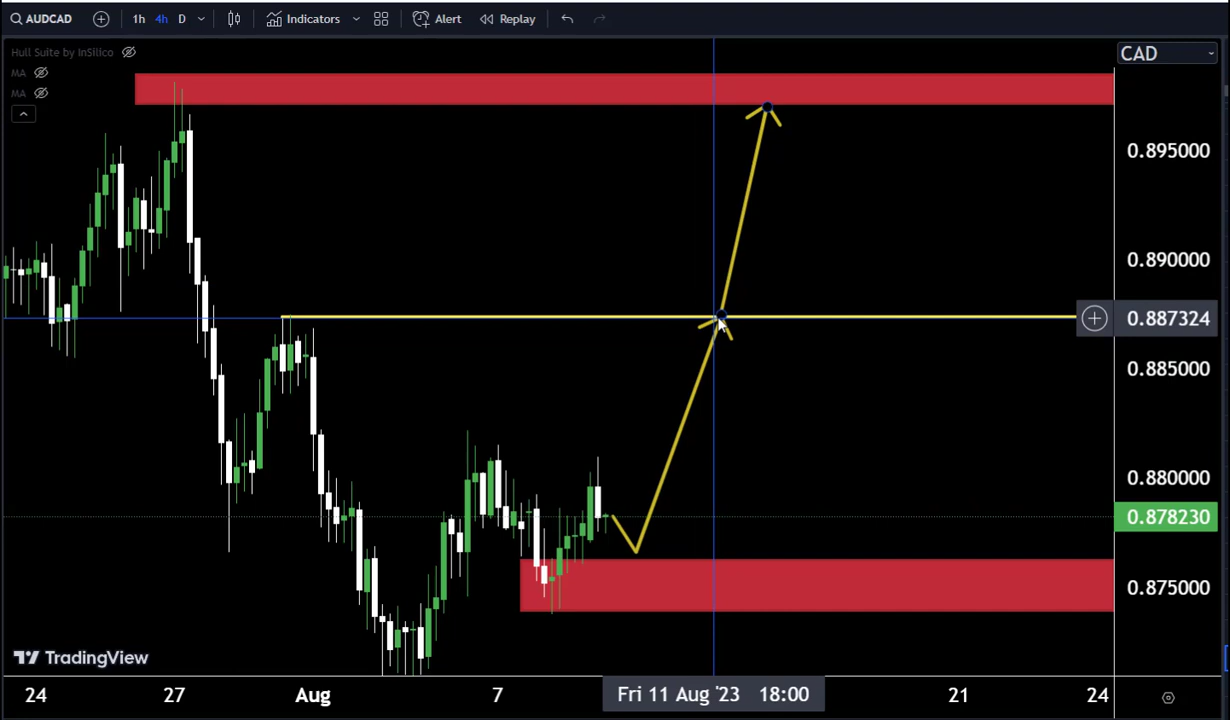 AUDCAD 1h 4h D Indicators Alert Replay
Hull Suite by InSilico
MA
MA
CAD
0.895000
0.890000
0.887324
0.885000
0.880000
0.878230
0.875000
TradingView
24 27 Aug 7 Fri 11 Aug '23 18:00 21 24